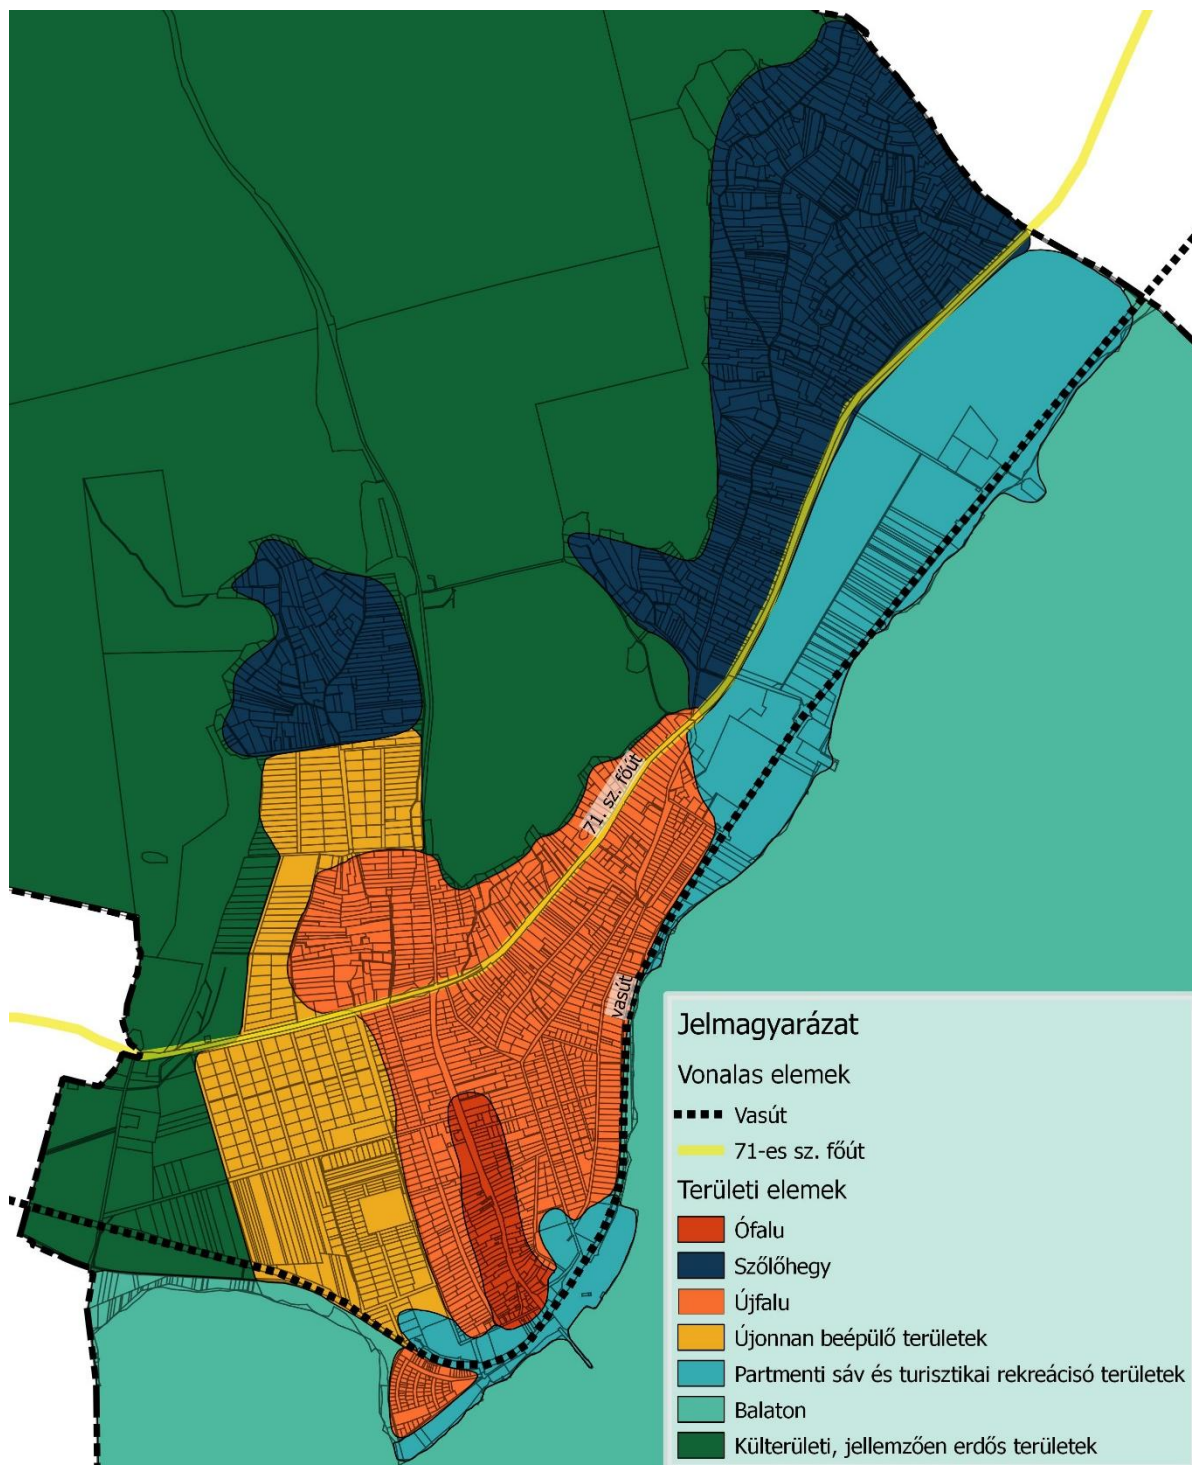 71. sz. főút
vasút
Jelmagyarázat
Vonalas elemek
Vasút
71-es sz. főút
Területi elemek
Ófalu
Szőlőhegy
Újfalu
Újonnan beépülő területek
Partmenti sáv és turisztikai rekreácisó területek
Balaton
Külterületi, jellemzően erdős területek